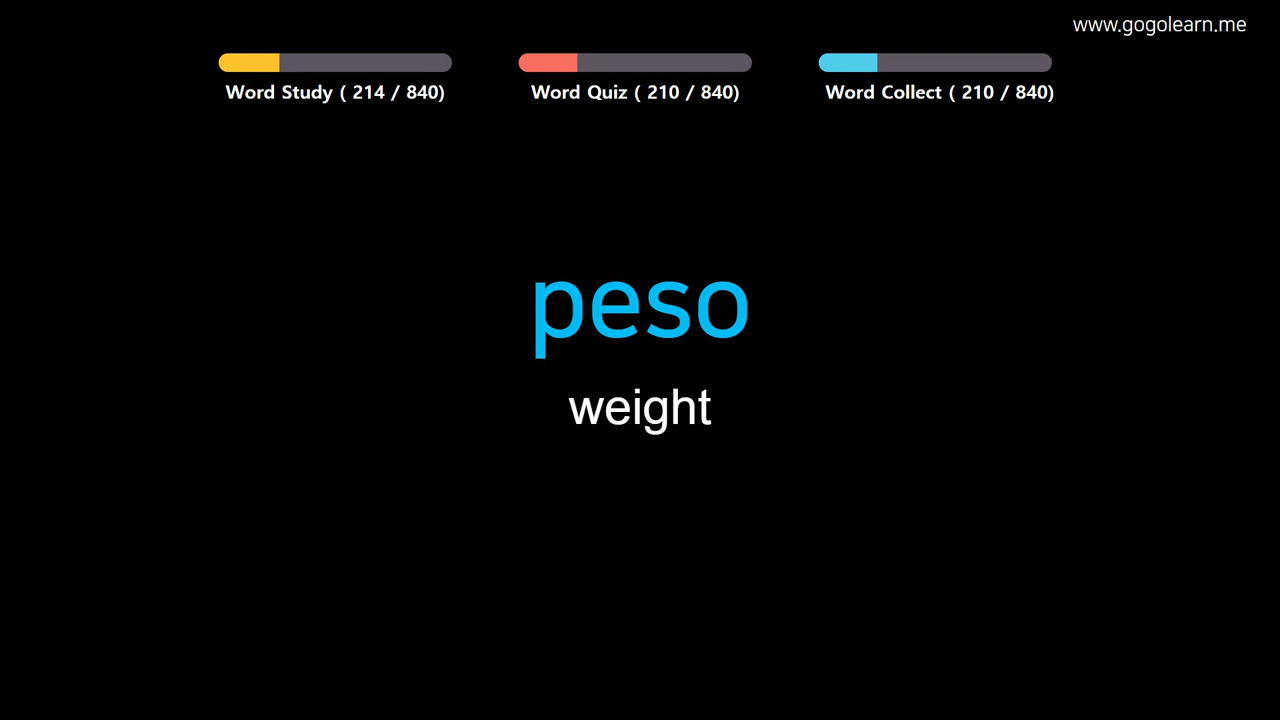 www.gogolearn.me
Word Study ( 214 / 840)
Word Quiz ( 210 / 840)
Word Collect ( 210 / 840)
peso
weight